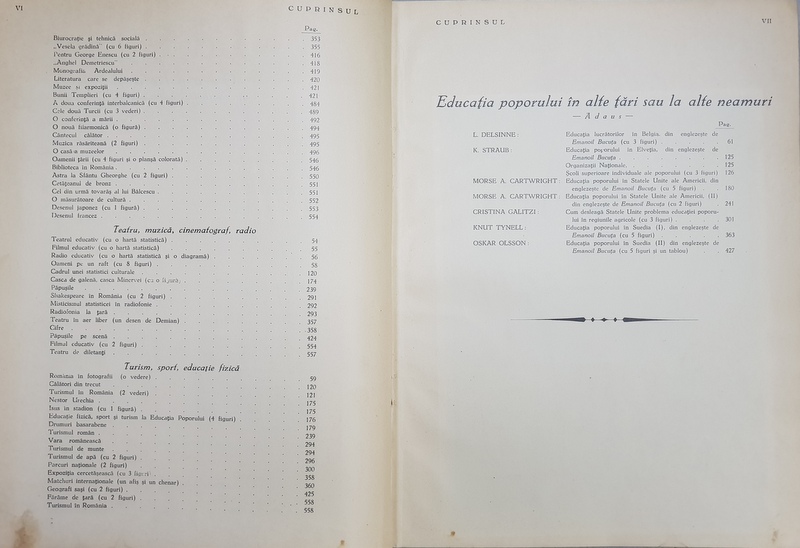 VI
CUPRINSUL
Pag.
Biurocrație și tehnică socială . 353
„Vesela grădină" (cu 6 figuri) . 355
Pentru George Enescu (cu 2 figuri) . 416
„Anghel Demetriescu" 418
Monografia Ardealului . 419
Literatura care se depășește . 420
Muzee și expoziții . 421
Bunii Templieri (cu 4 figuri) . 421
A doua conferință interbalcanică (cu 4 figuri) . 484
Cele două Turcii (cu 3 vederi) . 489
O conferință a mării . 492
O nouă filarmonică (o figură) . 494
Cântecul călător . 495
Muzica răsăriteană (2 figuri) . 495
O casă a muzeelor . 496
Oamenii țării (cu 4 figuri și o planșă colorată) . 546
Biblioteca în România . 546
Astra la Sfântu Gheorghe (cu 2 figuri) . 550
Cetățeanul de bronz . 551
Cel din urmă tovarăș al lui Bălcescu . 551
O măsurătoare de cultură . 552
Desenul japonez (cu 1 figură) . 553
Desenul francez . 554
Teatru, muzică, cinematograf, radio
Teatrul educativ (cu o hartă statistică) . 54
Filmul educativ (cu o hartă statistică) . 55
Radio educativ (cu o hartă statistică și o diagramă) . 56
Oameni pe un raft (cu 8 figuri) . 58
Cadrul unei statistici culturale . 120
Casca de galenă, casca Minervei (cu o figură) . 174
Păpușile . 239
Shakespeare în România (cu 2 figuri) . 291
Misticismul statisticei în radiofonie . 292
Radiofonia la țară . 293
Teatru în aer liber (un desen de Demian) . 357
Cifre . 358
Păpușile pe scenă . 424
Filmul educativ (cu 2 figuri) . 554
Teatru de diletanți . 557
Turism, sport, educație fizică
România în fotografii (o vedere) . 59
Călători din trecut . 120
Turismul în România (2 vederi) . 121
Nestor Urechia . 175
Isus în stadion (cu 1 figură) . 175
Educație fizică, sport și turism la Educația Poporului (4 figuri) . 176
Drumuri basarabene . 179
Turismul român . 239
Vara românească . 294
Turismul de munte . 294
Turismul de apă (cu 2 figuri) . 296
Parcuri naționale (2 figuri) . 300
Expoziția cercetășească (cu 3 figuri) . 358
Matchuri internaționale (un afiș și un chenar) . 360
Geografi nași (cu 2 figuri) . 425
Fărâme de țară (cu 2 figuri) . 558
Turismul în România . 558
CUPRINSUL
VII
Educația poporului în alte țări sau la alte neamuri
— Adaus —
Pag.
L. DELSINNE : Educația lucrătorilor în Belgia, din englezește de
Emanoil Bucuța (cu 3 figuri) . 61
K. STRAUB : Educația poporului în Elveția, din englezește de
Emanoil Bucuța . 125
Organizații Naționale, 125
Școli superioare individuale ale poporului (cu 3 figuri) 126
MORSE A. CARTWRIGHT : Educația poporului în Statele Unite ale Americii, din
englezește de Emanoil Bucuța (cu 5 figuri) . 180
MORSE A. CARTWRIGHT : Educația poporului în Statele Unite ale Americii, (II)
din englezește de Emanoil Bucuța (cu 2 figuri) 241
CRISTINA GALITZI : Cum desleagă Statele Unite problema educației poporu-
lui în regiunile agricole (cu 3 figuri) . 301
KNUT TYNELL : Educația poporului în Suedia (I), din englezește de
Emanoil Bucuța (cu 5 figuri) . 363
OSKAR OLSSON : Educația poporului în Suedia (II) din englezește de
Emanoil Bucuța (cu 5 figuri și un tablou) . 427